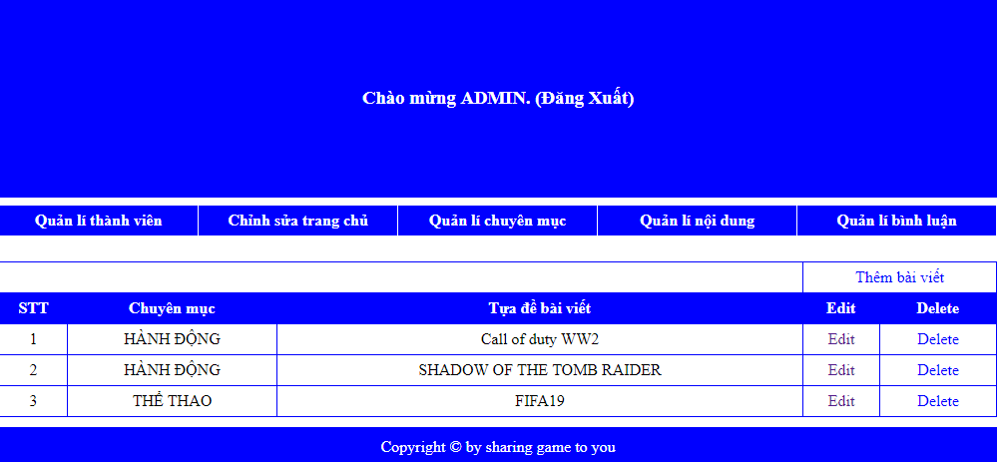 Chào mừng ADMIN. (Đăng Xuất)
Quản lí thành viên Chỉnh sửa trang chủ Quản lí chuyên mục Quản lí nội dung Quản lí bình luận
Thêm bài viết
STT Chuyên mục Tựa đề bài viết Edit Delete
1 HÀNH ĐỘNG Call of duty WW2 Edit Delete
2 HÀNH ĐỘNG SHADOW OF THE TOMB RAIDER Edit Delete
3 THỂ THAO FIFA19 Edit Delete
Copyright © by sharing game to you